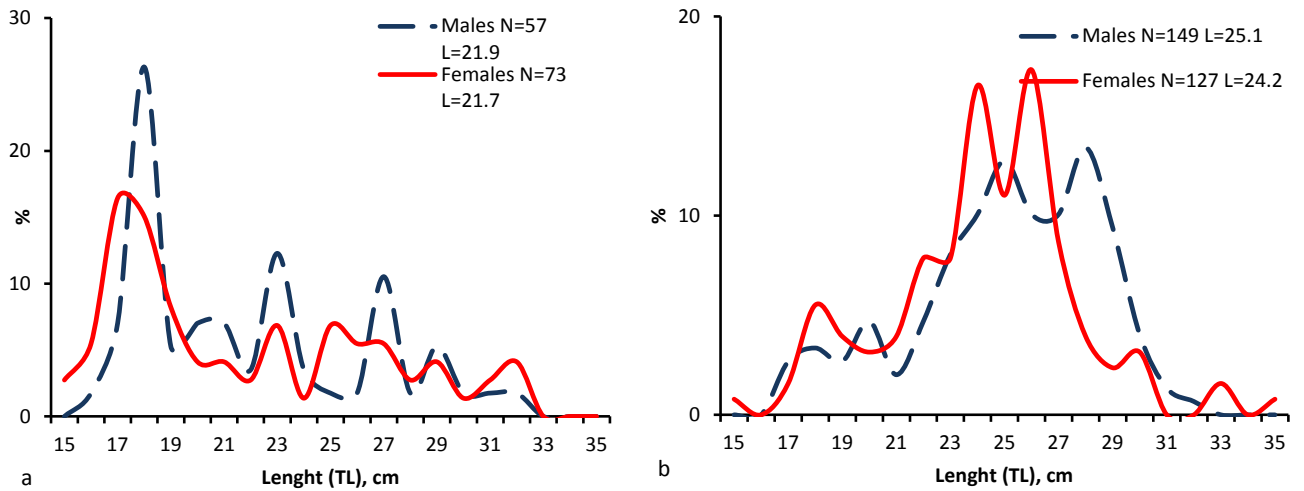 30
20
10
0
%
15 17 19 21 23 25 27 29 31 33 35
Lenght (TL), cm
Males N=57
L=21.9
Females N=73
L=21.7
a
20
10
0
%
15 17 19 21 23 25 27 29 31 33 35
Lenght (TL), cm
Males N=149 L=25.1
Females N=127 L=24.2
b